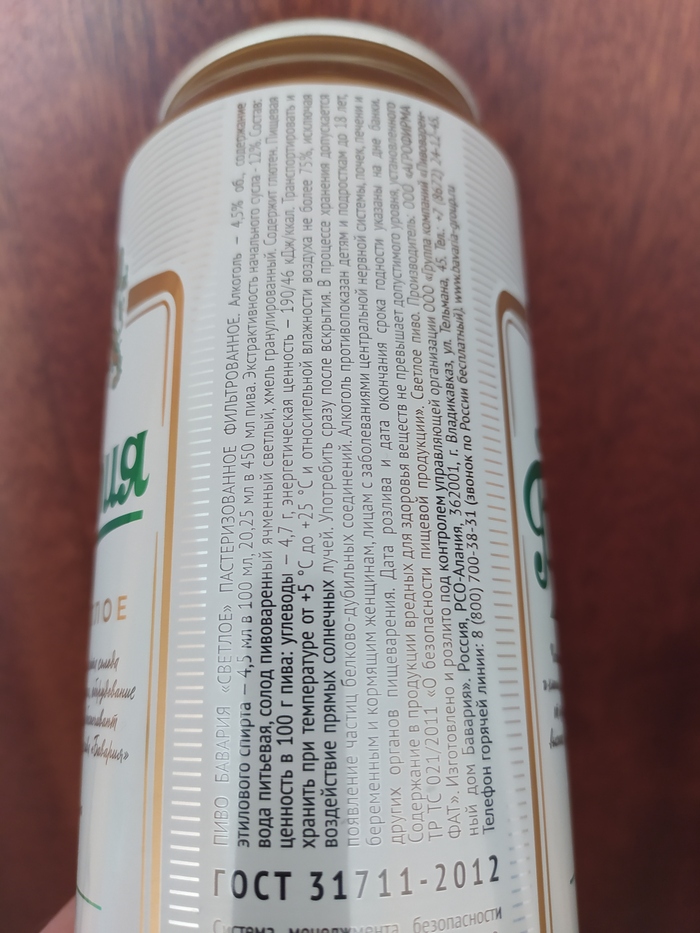 ПИВО БАВАРИЯ «СВЕТЛОЕ» ПАСТЕРИЗОВАННОЕ ФИЛЬТРОВАННОЕ. Алкоголь – 4,5% об., содержание
этилового спирта – 4,5 мл в 100 мл, 20,25 мл в 450 мл пива. Экстрактивность начального сусла - 12%. Состав:
вода питьевая, солод пивоваренный ячменный светлый, хмель гранулированный. Содержит глютен. Пищевая
ценность в 100 г пива: углеводы – 4,7 г, энергетическая ценность – 190/46 кДж/ккал. Транспортировать и
хранить при температуре от +5 °С до +25 °С и относительной влажности воздуха не более 75%, исключая
воздействие прямых солнечных лучей. Употребить сразу после вскрытия. В процессе хранения допускается
появление частиц белково-дубильных соединений. Алкоголь противопоказан детям и подросткам до 18 лет,
беременным и кормящим женщинам, лицам с заболеваниями центральной нервной системы, почек, печени и
других органов пищеварения. Дата розлива и дата окончания срока годности указаны на дне банки.
Содержание в продукции вредных для здоровья веществ не превышает допустимого уровня, установленного
ТР ТС 021/2011 «О безопасности пищевой продукции». Светлое пиво. Производитель: ООО «АГРОФИРМА
ФАТ». Изготовлено и розлито под контролем управляющей организации ООО «Группа компаний «Пивоварен-
ный дом Бавария». Россия, РСО-Алания, 362001, г. Владикавказ, ул. Тельмана, 45. Тел.: +7 (8672)
Телефон горячей линии: 8 (800) 700-38-31 (звонок по России бесплатный), www.bavaria-group.ru
ГОСТ 31711-2012
Система менеджмента безопасности
ия
ЛОЕ
«Бавария»